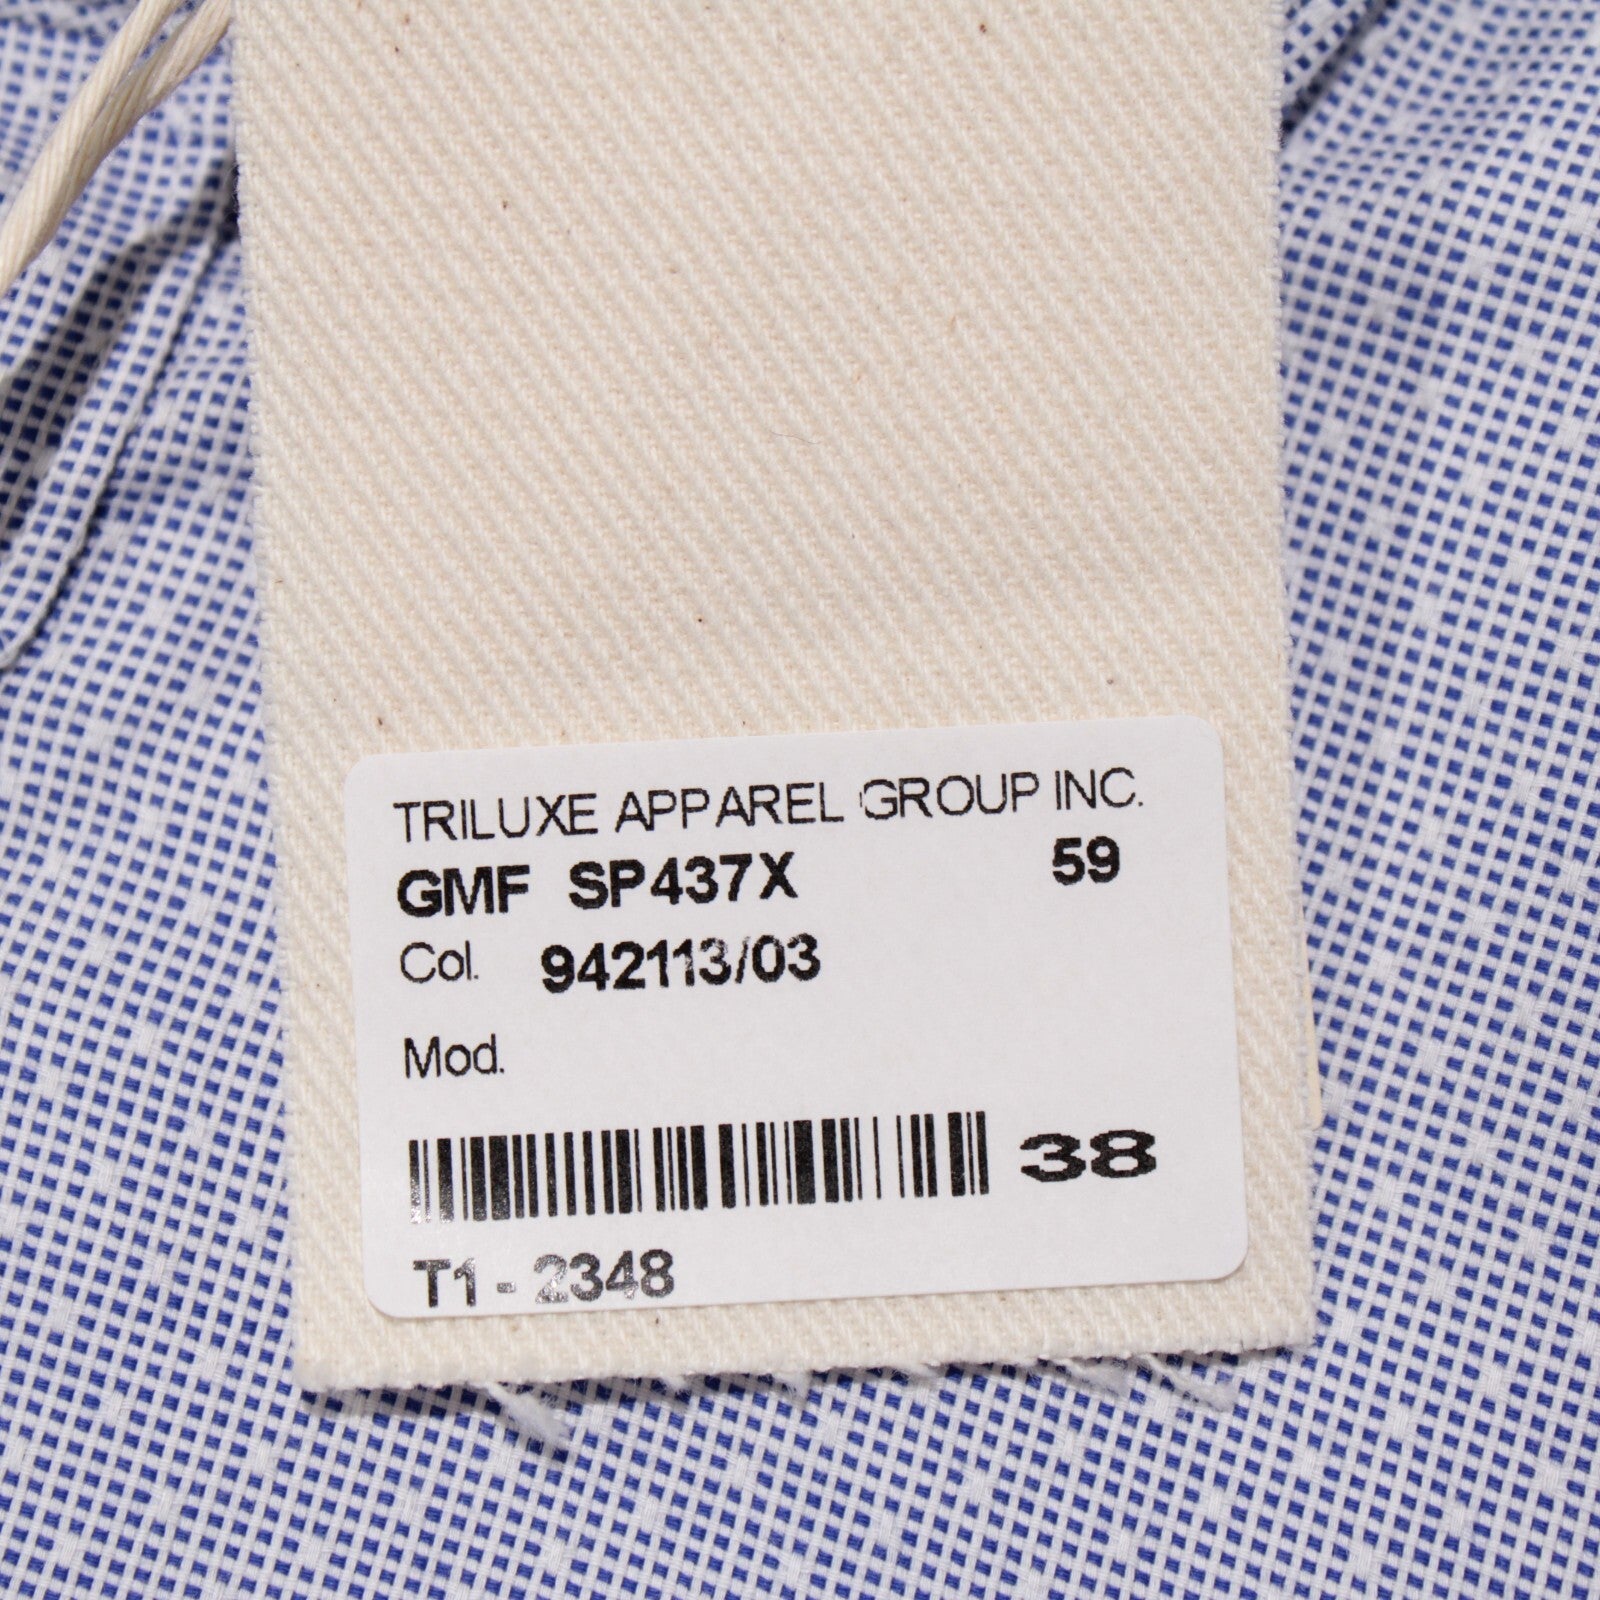 TRILUXE APPAREL GROUP INC.
GMF SP437X 59
Col. 942113/03
Mod.
38
T1 - 2348